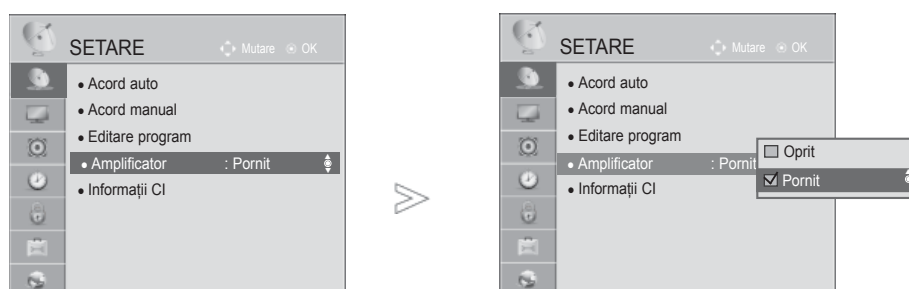 SETARE Mutare OK
• Acord auto
• Acord manual
• Editare program
• Amplificator : Pornit
• Informații CI
SETARE Mutare OK
• Acord auto
• Acord manual
• Editare program
• Amplificator : Pornit
• Informații CI
Oprit
Pornit